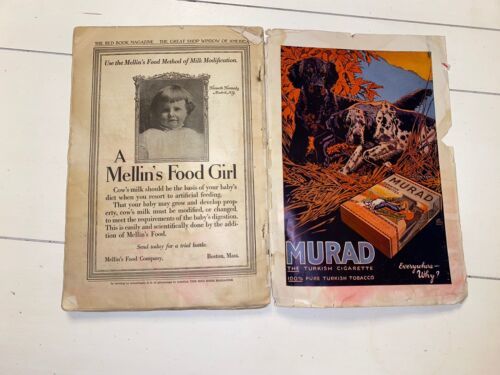 THE RED BOOK MAGAZINE THE GREAT SHOP WINDOW OF AMERICA
Use the Mellin's Food Method of Milk Modification.
A
Mellin's Food Girl
Cow's milk should be the basis of your baby's
diet when you resort to artificial feeding.
That your baby may grow and develop prop-
erty, cow's milk must be modified, or changed,
to meet the requirements of the baby's digestion.
This is easily and scientifically done by the addi-
tion of Mellin's Food.
Send today for a trial bottle.
Mellin's Food Company, Boston, Mass.
MURAD
MURAD
THE TURKISH CIGARETTE
100% PURE TURKISH TOBACCO
Everywhere—
"Why?